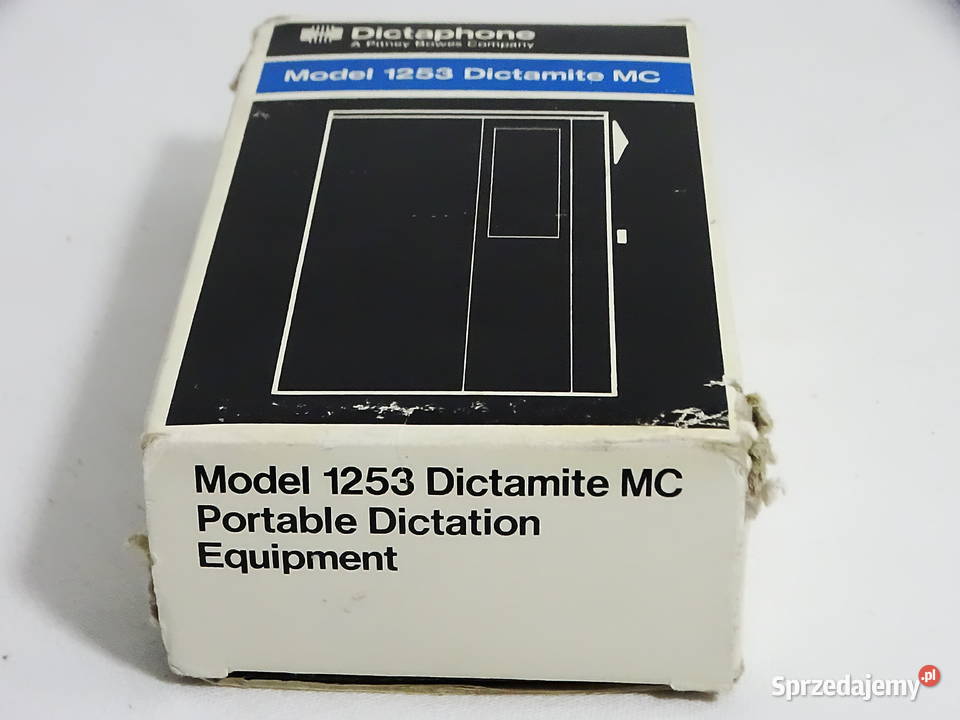 Dictaphone
A Pitney Bowes Company
Model 1253 Dictamite MC
Model 1253 Dictamite MC
Portable Dictation
Equipment
Sprzedajemy.pl